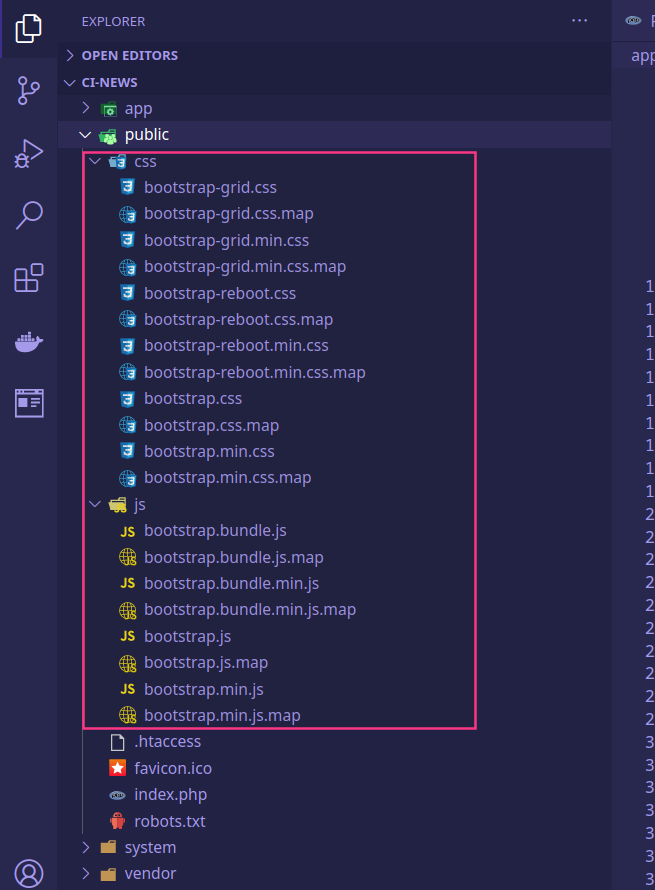 EXPLORER
OPEN EDITORS
CI-NEWS
app
app
public
css
bootstrap-grid.css
bootstrap-grid.css.map
bootstrap-grid.min.css
bootstrap-grid.min.css.map
bootstrap-reboot.css
bootstrap-reboot.css.map
bootstrap-reboot.min.css
bootstrap-reboot.min.css.map
bootstrap.css
bootstrap.css.map
bootstrap.min.css
bootstrap.min.css.map
js
JS bootstrap.bundle.js
bootstrap.bundle.js.map
JS bootstrap.bundle.min.js
bootstrap.bundle.min.js.map
JS bootstrap.js
bootstrap.js.map
JS bootstrap.min.js
bootstrap.min.js.map
.htaccess
favicon.ico
index.php
robots.txt
system
vendor